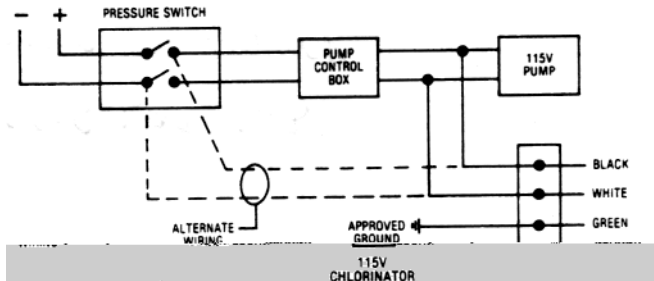 − +
PRESSURE SWITCH
PUMP
CONTROL
BOX
115V
PUMP
BLACK
WHITE
GREEN
ALTERNATE
WIRING
APPROVED
GROUND
115V
CHLORINATOR